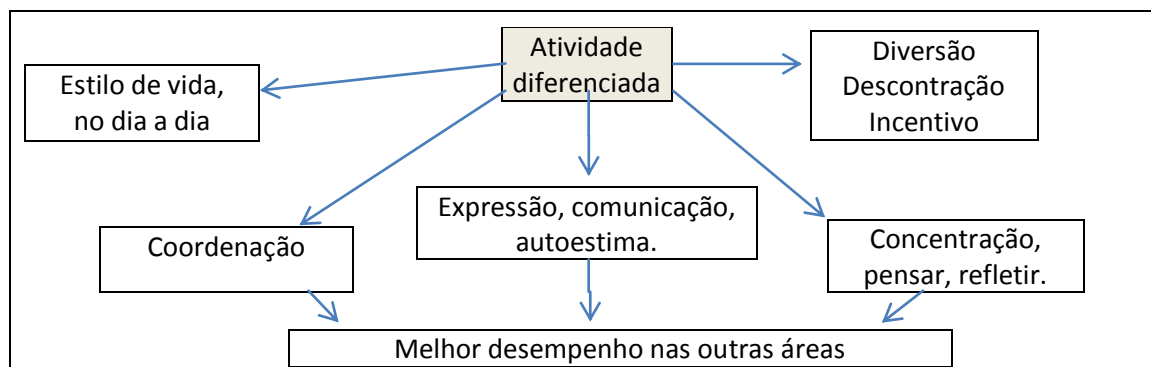 Atividade
diferenciada
Diversão
Descontração
Incentivo
Estilo de vida,
no dia a dia
Expressão, comunicação,
autoestima.
Coordenação
Concentração,
pensar, refletir.
Melhor desempenho nas outras áreas